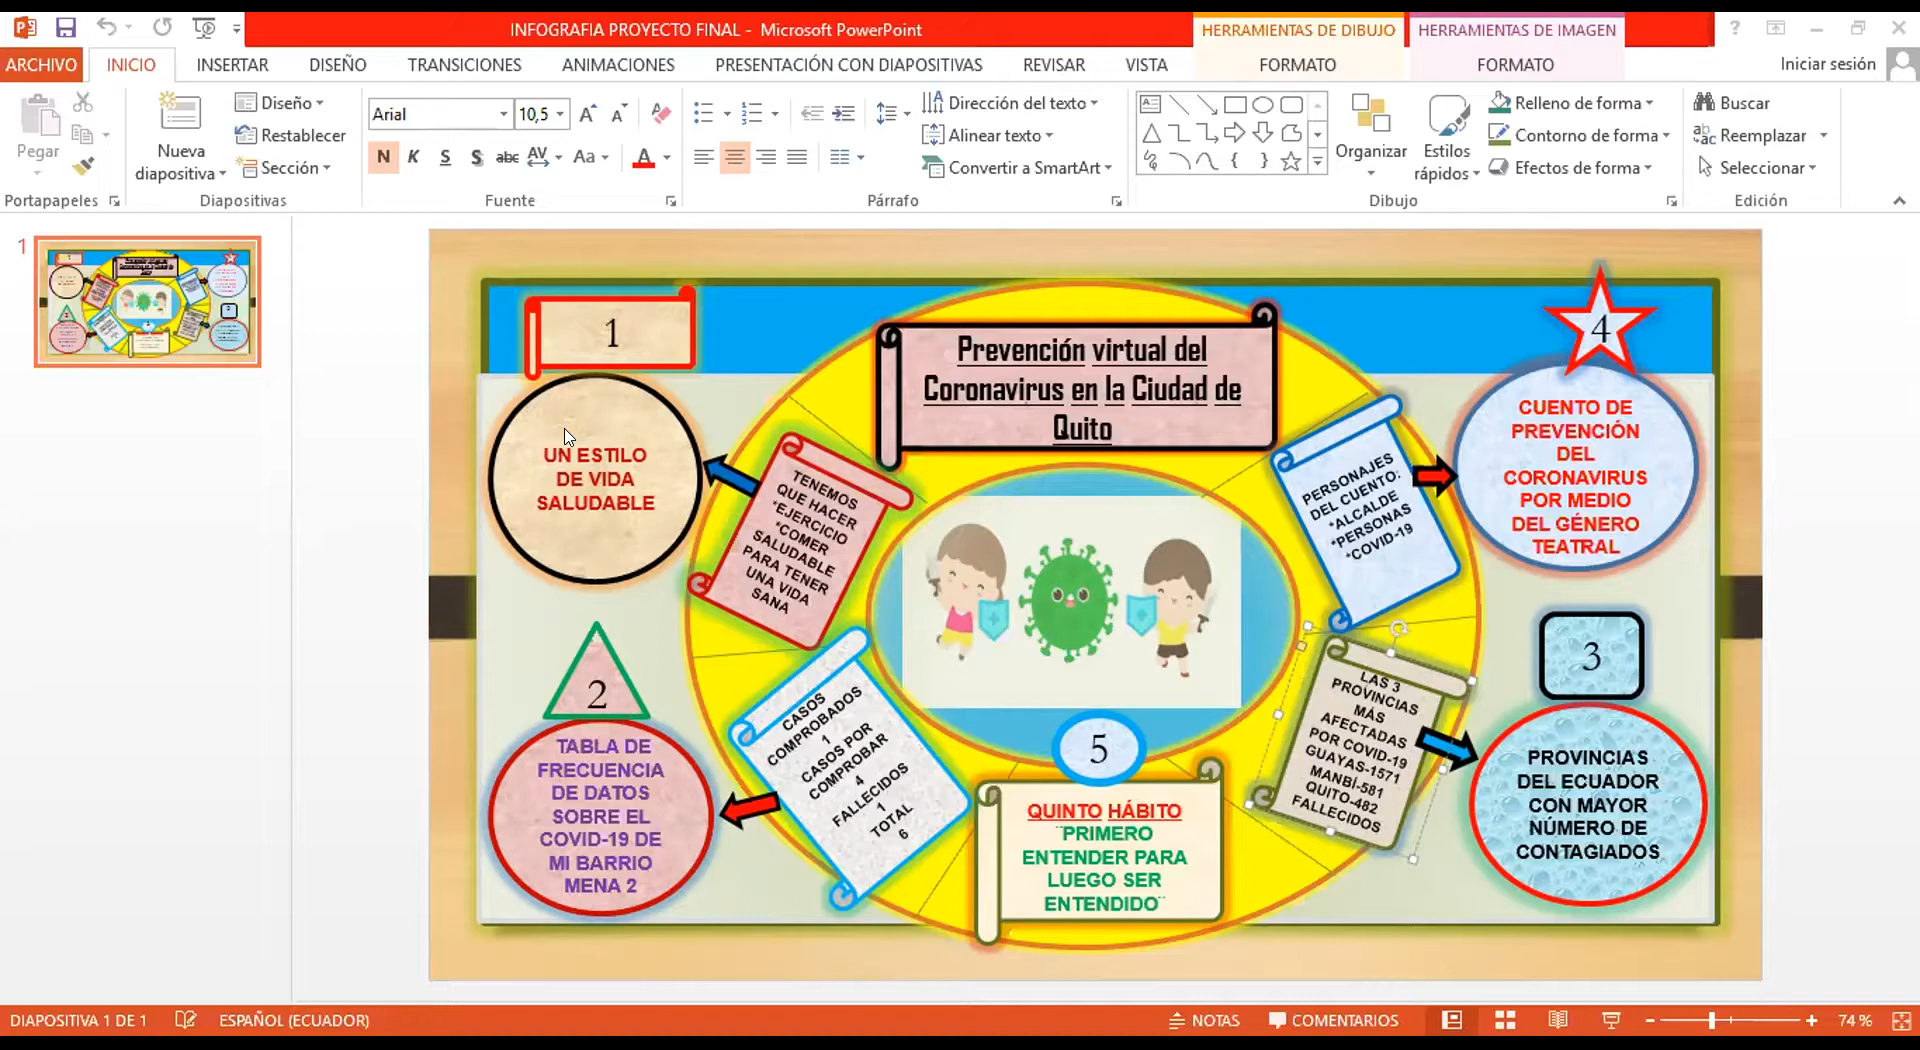 INFOGRAFIA PROYECTO FINAL - Microsoft PowerPoint
HERRAMIENTAS DE DIBUJO
HERRAMIENTAS DE IMAGEN
?
ARCHIVO
INICIO
INSERTAR
DISEÑO
TRANSICIONES
ANIMACIONES
PRESENTACIÓN CON DIAPOSITIVAS
REVISAR
VISTA
FORMATO
FORMATO
Iniciar sesión
Pegar
Portapapeles
Nueva
diapositiva
Diseño
Restablecer
Sección
Diapositivas
Arial
10,5
N K S S abc AV Aa A
Fuente
Dirección del texto
Alinear texto
Convertir a SmartArt
Párrafo
Organizar
Estilos
rápidos
Relleno de forma
Contorno de forma
Efectos de forma
Dibujo
Buscar
Reemplazar
Seleccionar
Edición
1
1
UN ESTILO
DE VIDA
SALUDABLE
2
TABLA DE
FRECUENCIA
DE DATOS
SOBRE EL
COVID-19 DE
MI BARRIO
MENA 2
Prevención virtual del
Coronavirus en la Ciudad de
Quito
TENEMOS
QUE HACER
*EJERCICIO
*COMER
SALUDABLE
PARA TENER
UNA VIDA
SANA
CASOS
COMPROBADOS
1
CASOS POR
COMPROBAR
4
FALLECIDOS
1
TOTAL
6
5
QUINTO HÁBITO
¨PRIMERO
ENTENDER PARA
LUEGO SER
ENTENDIDO¨
PERSONAJES
DEL CUENTO:
*ALCALDE
*PERSONAS
*COVID-19
LAS 3
PROVINCIAS
MÁS
AFECTADAS
POR COVID-19
GUAYAS-1571
MANBÍ-581
QUITO-482
FALLECIDOS
4
CUENTO DE
PREVENCIÓN
DEL
CORONAVIRUS
POR MEDIO
DEL GÉNERO
TEATRAL
3
PROVINCIAS
DEL ECUADOR
CON MAYOR
NÚMERO DE
CONTAGIADOS
DIAPOSITIVA 1 DE 1
ESPAÑOL (ECUADOR)
NOTAS
COMENTARIOS
74 %